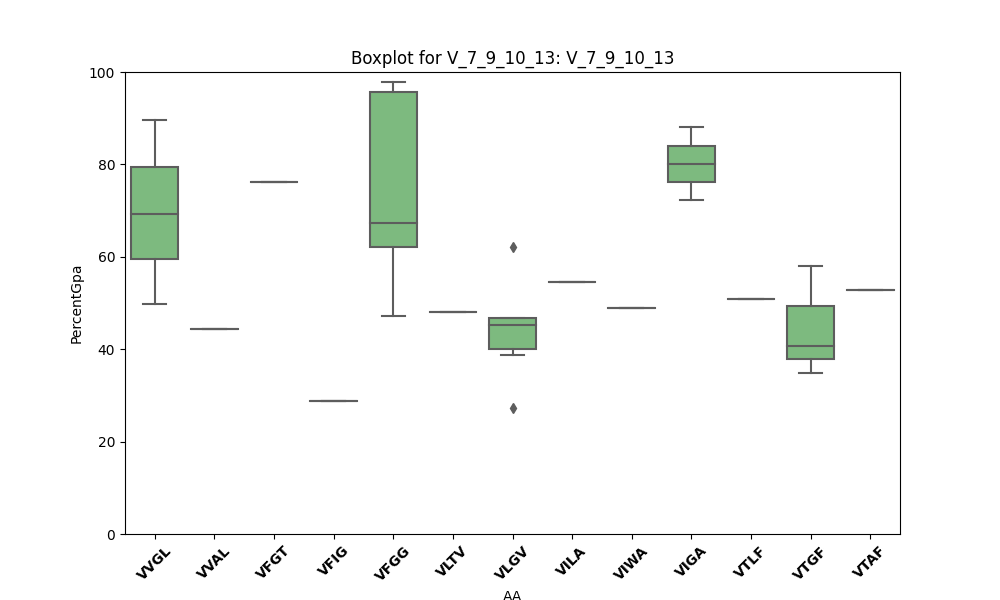 Boxplot for V_7_9_10_13: V_7_9_10_13
100
80
60
40
20
0
PercentGpa
VVGL
VVAL
VFGT
VFIG
VFGG
VLTV
VLGV
VILA
VIWA
VIGA
VTLF
VTGF
VTAF
AA